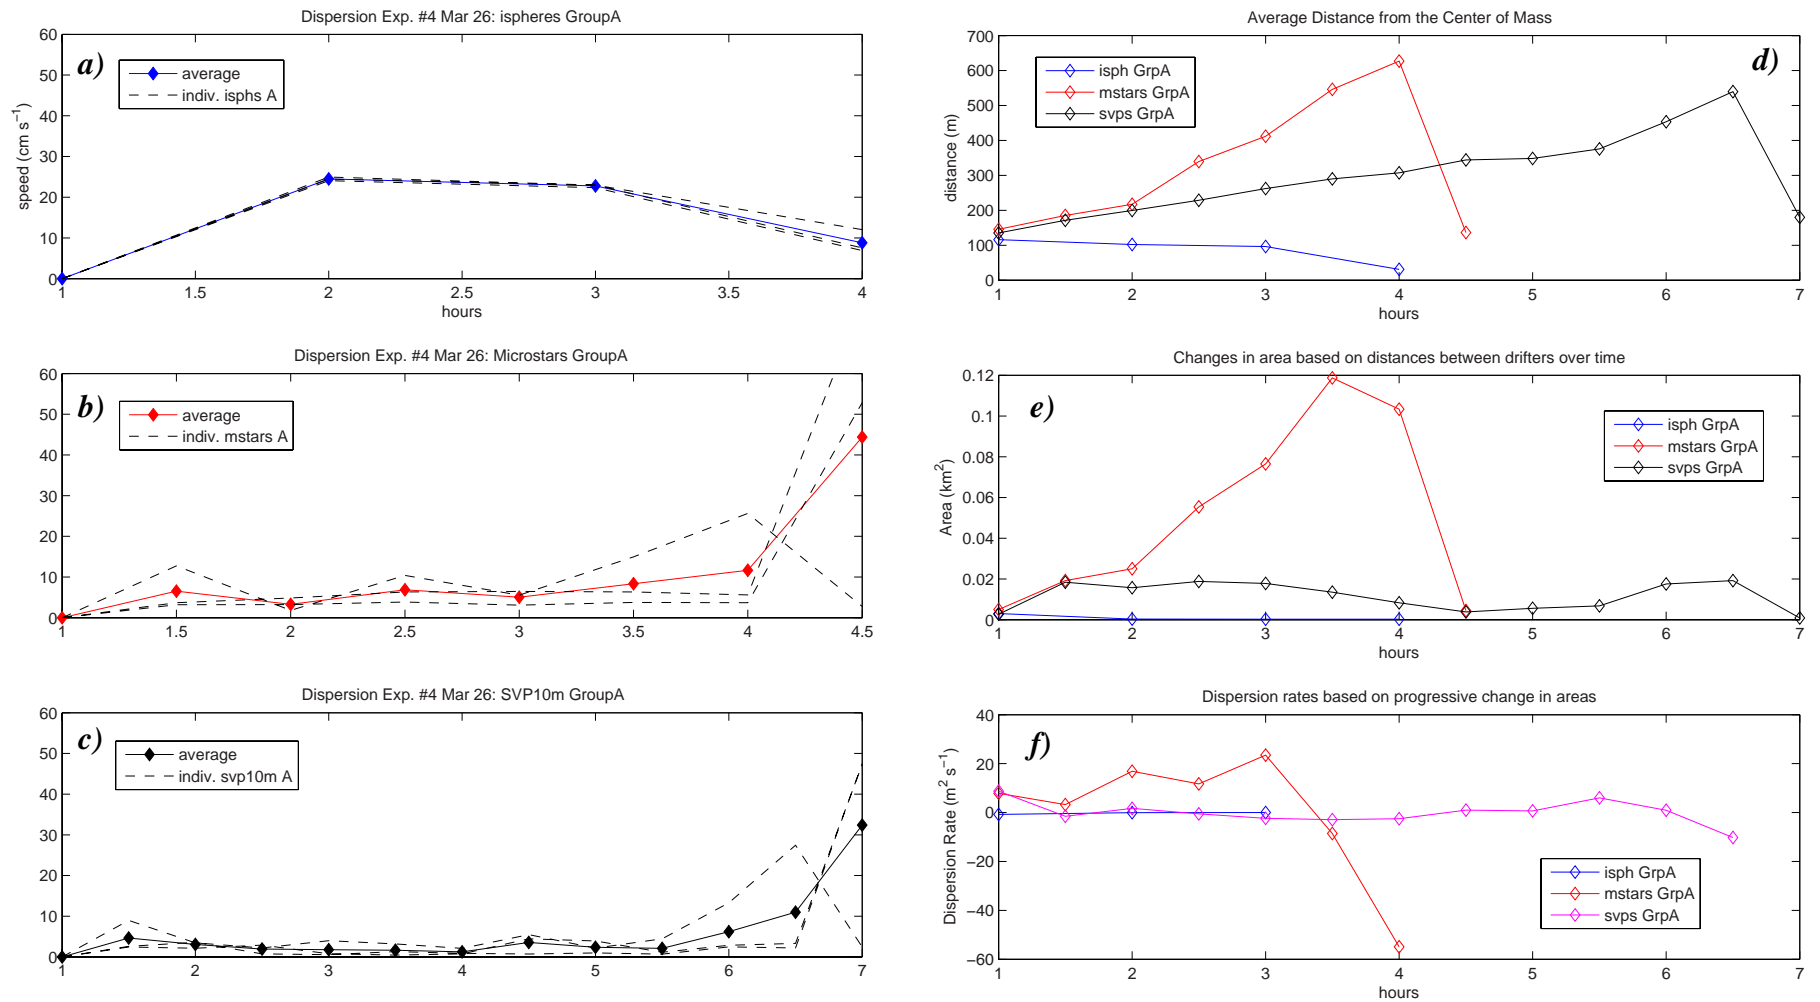 Dispersion Exp. #4 Mar 26: ispheres GroupA
a)
average
indiv. isphs A
speed (cm s⁻¹)
60
50
40
30
20
10
0
1 1.5 2 2.5 3 3.5 4
hours
Dispersion Exp. #4 Mar 26: Microstars GroupA
b)
average
indiv. mstars A
60
50
40
30
20
10
0
1 1.5 2 2.5 3 3.5 4 4.5
Dispersion Exp. #4 Mar 26: SVP10m GroupA
c)
average
indiv. svp10m A
60
50
40
30
20
10
0
1 2 3 4 5 6 7
Average Distance from the Center of Mass
d)
isph GrpA
mstars GrpA
svps GrpA
distance (m)
700
600
500
400
300
200
100
0
1 2 3 4 5 6 7
hours
Changes in area based on distances between drifters over time
e)
isph GrpA
mstars GrpA
svps GrpA
Area (km²)
0.12
0.1
0.08
0.06
0.04
0.02
0
1 2 3 4 5 6 7
hours
Dispersion rates based on progressive change in areas
f)
isph GrpA
mstars GrpA
svps GrpA
Dispersion Rate (m² s⁻¹)
40
20
0
−20
−40
−60
1 2 3 4 5 6 7
hours